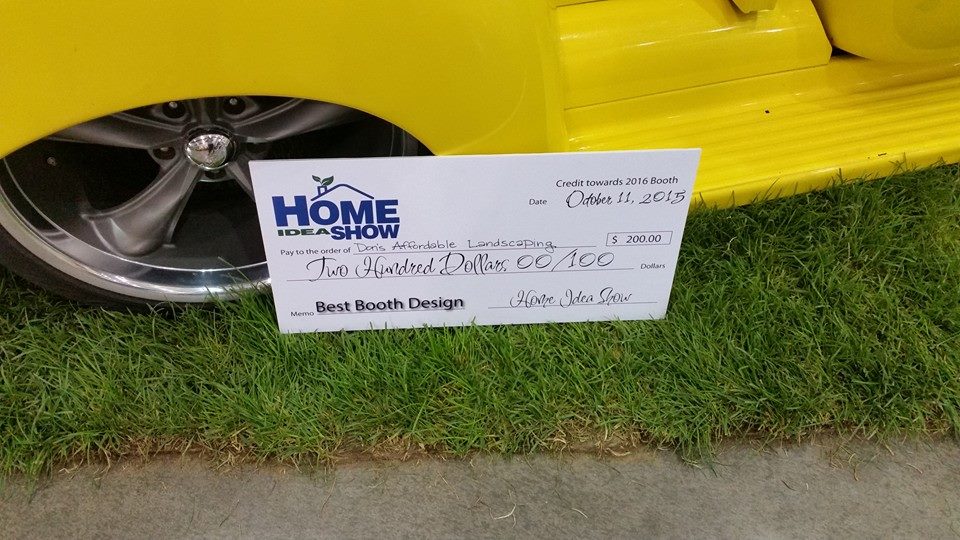 HOME
IDEA SHOW
Credit towards 2016 Booth
Date October 11, 2015
Pay to the order of Don's Affordable Landscaping $ 200.00
Two Hundred Dollars 00/100 Dollars
Memo Best Booth Design Home Idea Show